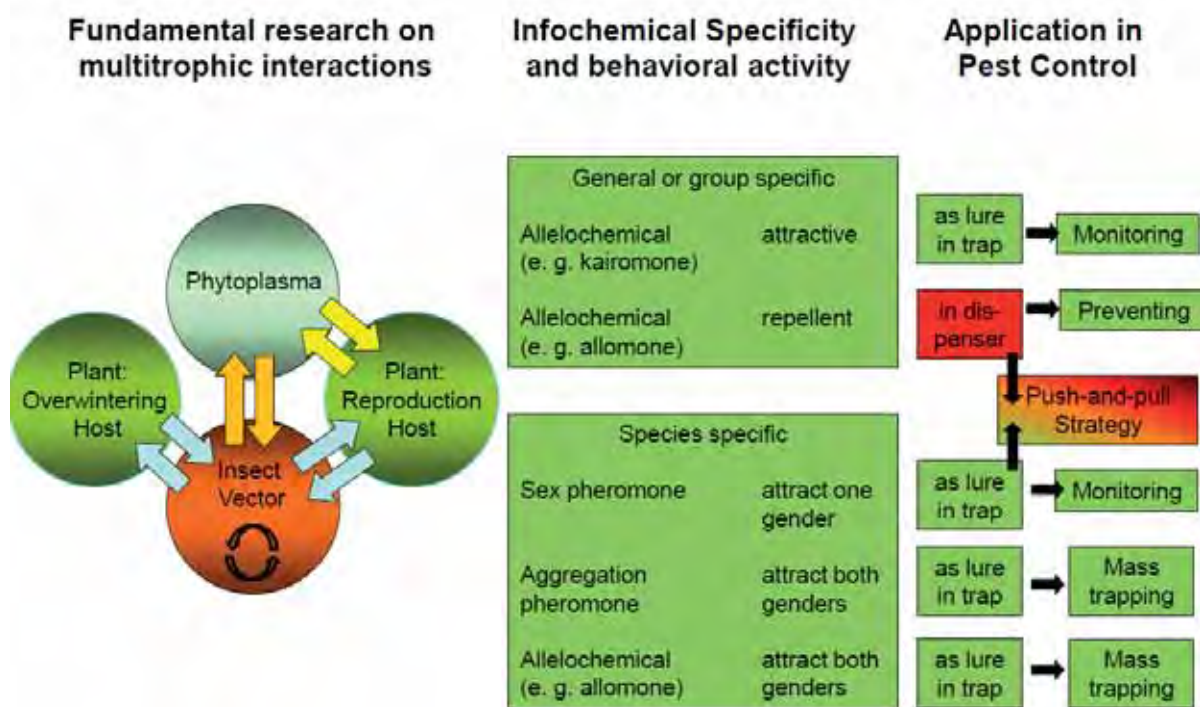 Fundamental research on
multitrophic interactions
Infochemical Specificity
and behavioral activity
Application in
Pest Control
Phytoplasma
Plant:
Overwintering
Host
Plant:
Reproduction
Host
Insect
Vector
General or group specific
Allelochemical attractive
(e. g. kairomone)
Allelochemical repellent
(e.g. allomone)
Species specific
Sex pheromone attract one
gender
Aggregation attract both
pheromone genders
Allelochemical attract both
(e. g. allomone) genders
as lure
in trap
Monitoring
in dis-
penser
Preventing
Push-and-pull
Strategy
as lure
in trap
Monitoring
as lure
in trap
Mass
trapping
as lure
in trap
Mass
trapping